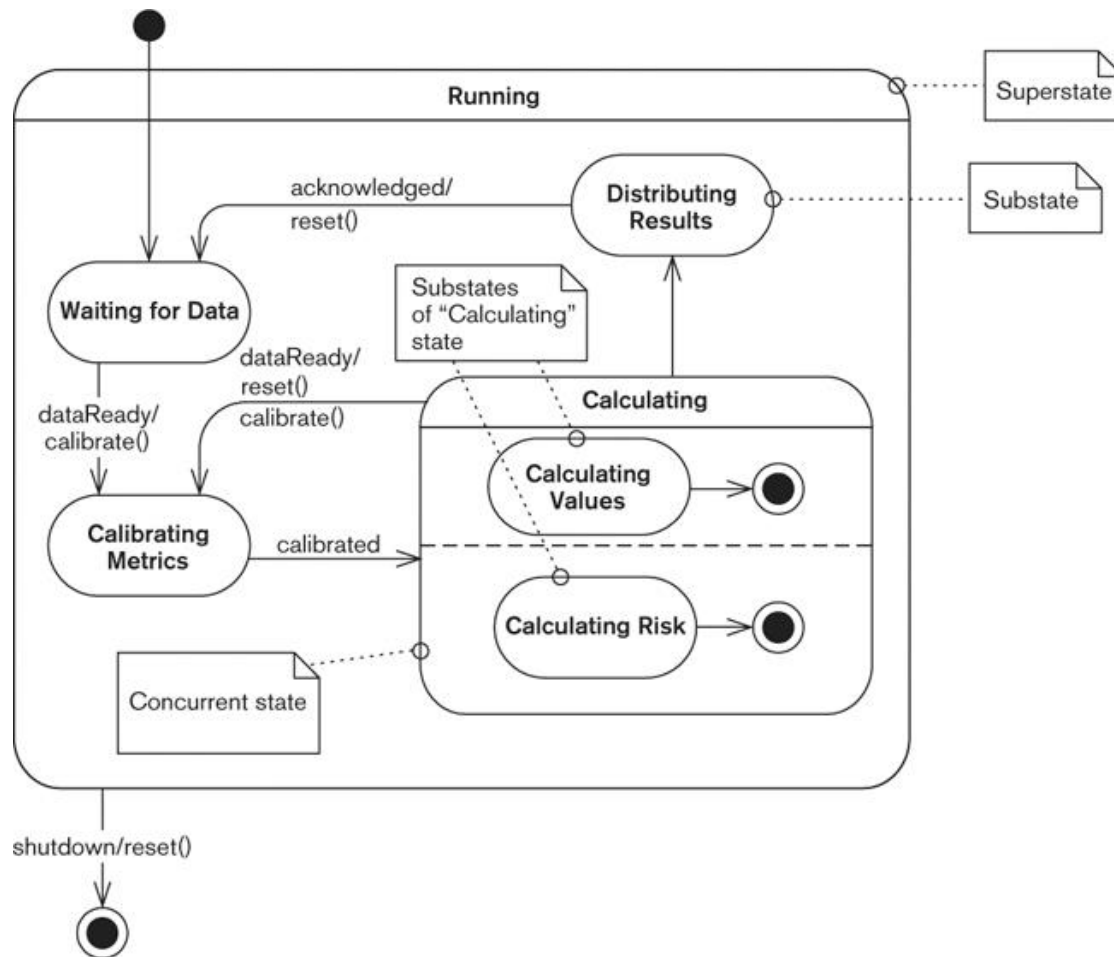 Running
Superstate
acknowledged/
reset()
Distributing
Results
Substate
Waiting for Data
Substates
of “Calculating”
state
dataReady/
reset()
calibrate()
dataReady/
calibrate()
Calculating
Calculating
Values
Calibrating
Metrics
calibrated
Calculating Risk
Concurrent state
shutdown/reset()